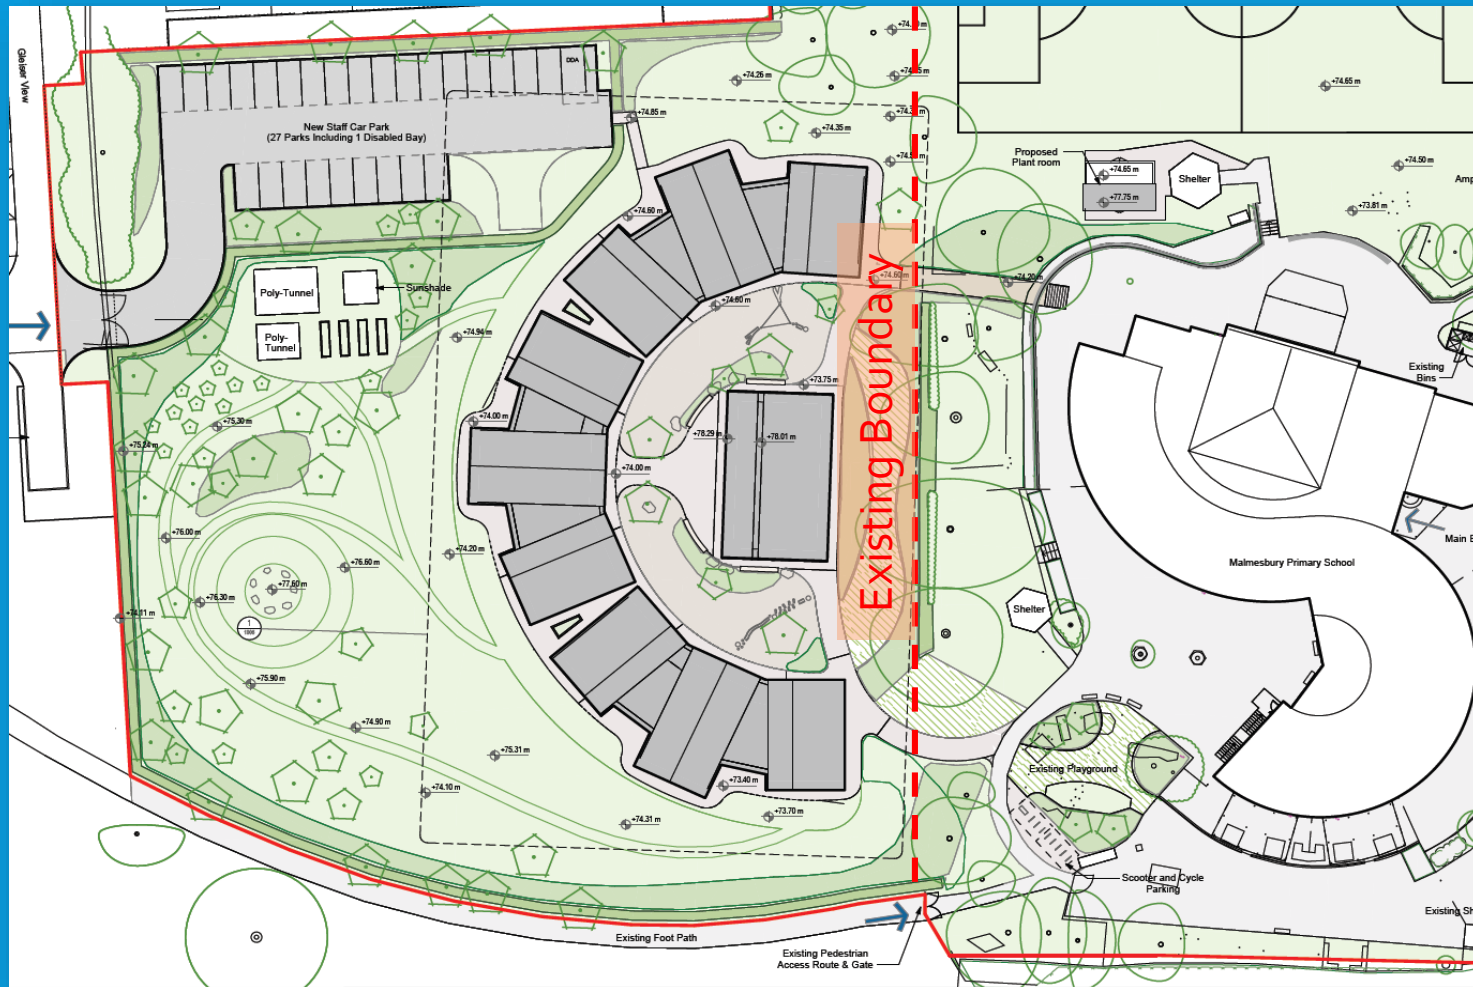 Gleiser View
DDA
New Staff Car Park
(27 Parks Including 1 Disabled Bay)
+74.26 m
+74.85 m
+74.35 m
+74.65 m
Proposed
Plant room
+74.65 m
Shelter
+77.75 m
+74.50 m
+73.81 m
+74.60 m
Poly-Tunnel
Sunshade
Poly-
Tunnel
+74.60 m
+74.60 m
+74.20 m
+74.94 m
Existing Boundary
+73.75 m
Existing
Bins
+74.00 m
+75.30 m
+75.24 m
+78.29 m
+78.01 m
+74.00 m
+76.00 m
+74.20 m
+76.60 m
Main
Malmesbury Primary School
+77.60 m
+76.30 m
+74.11 m
Shelter
1
+75.90 m
+74.90 m
+75.31 m
Existing Playground
+73.40 m
+74.10 m
+73.70 m
+74.31 m
Scooter and Cycle
Parking
Existing
Existing Foot Path
Existing Pedestrian
Access Route & Gate